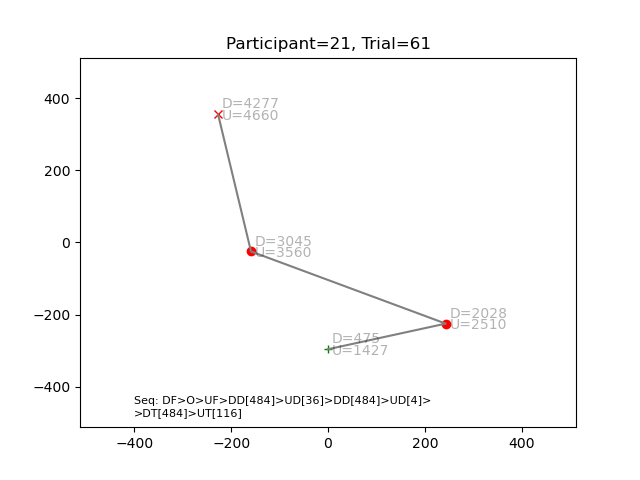 Participant=21, Trial=61
400
200
0
−200
−400
D=4277
U=4660
D=3045
U=3560
D=2028
U=2510
D=475
U=1427
Seq: DF>O>UF>DD[484]>UD[36]>DD[484]>UD[4]>
>DT[484]>UT[116]
−400 −200 0 200 400